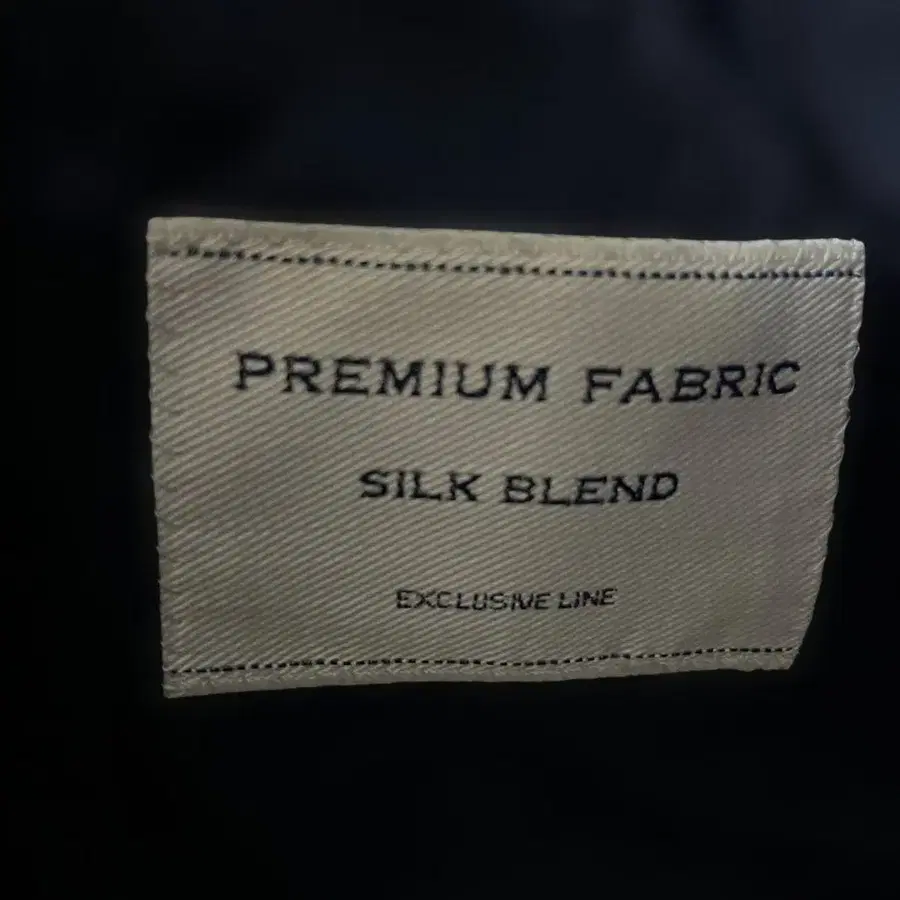 PREMIUM FABRIC
SILK BLEND
EXCLUSIVE LINE